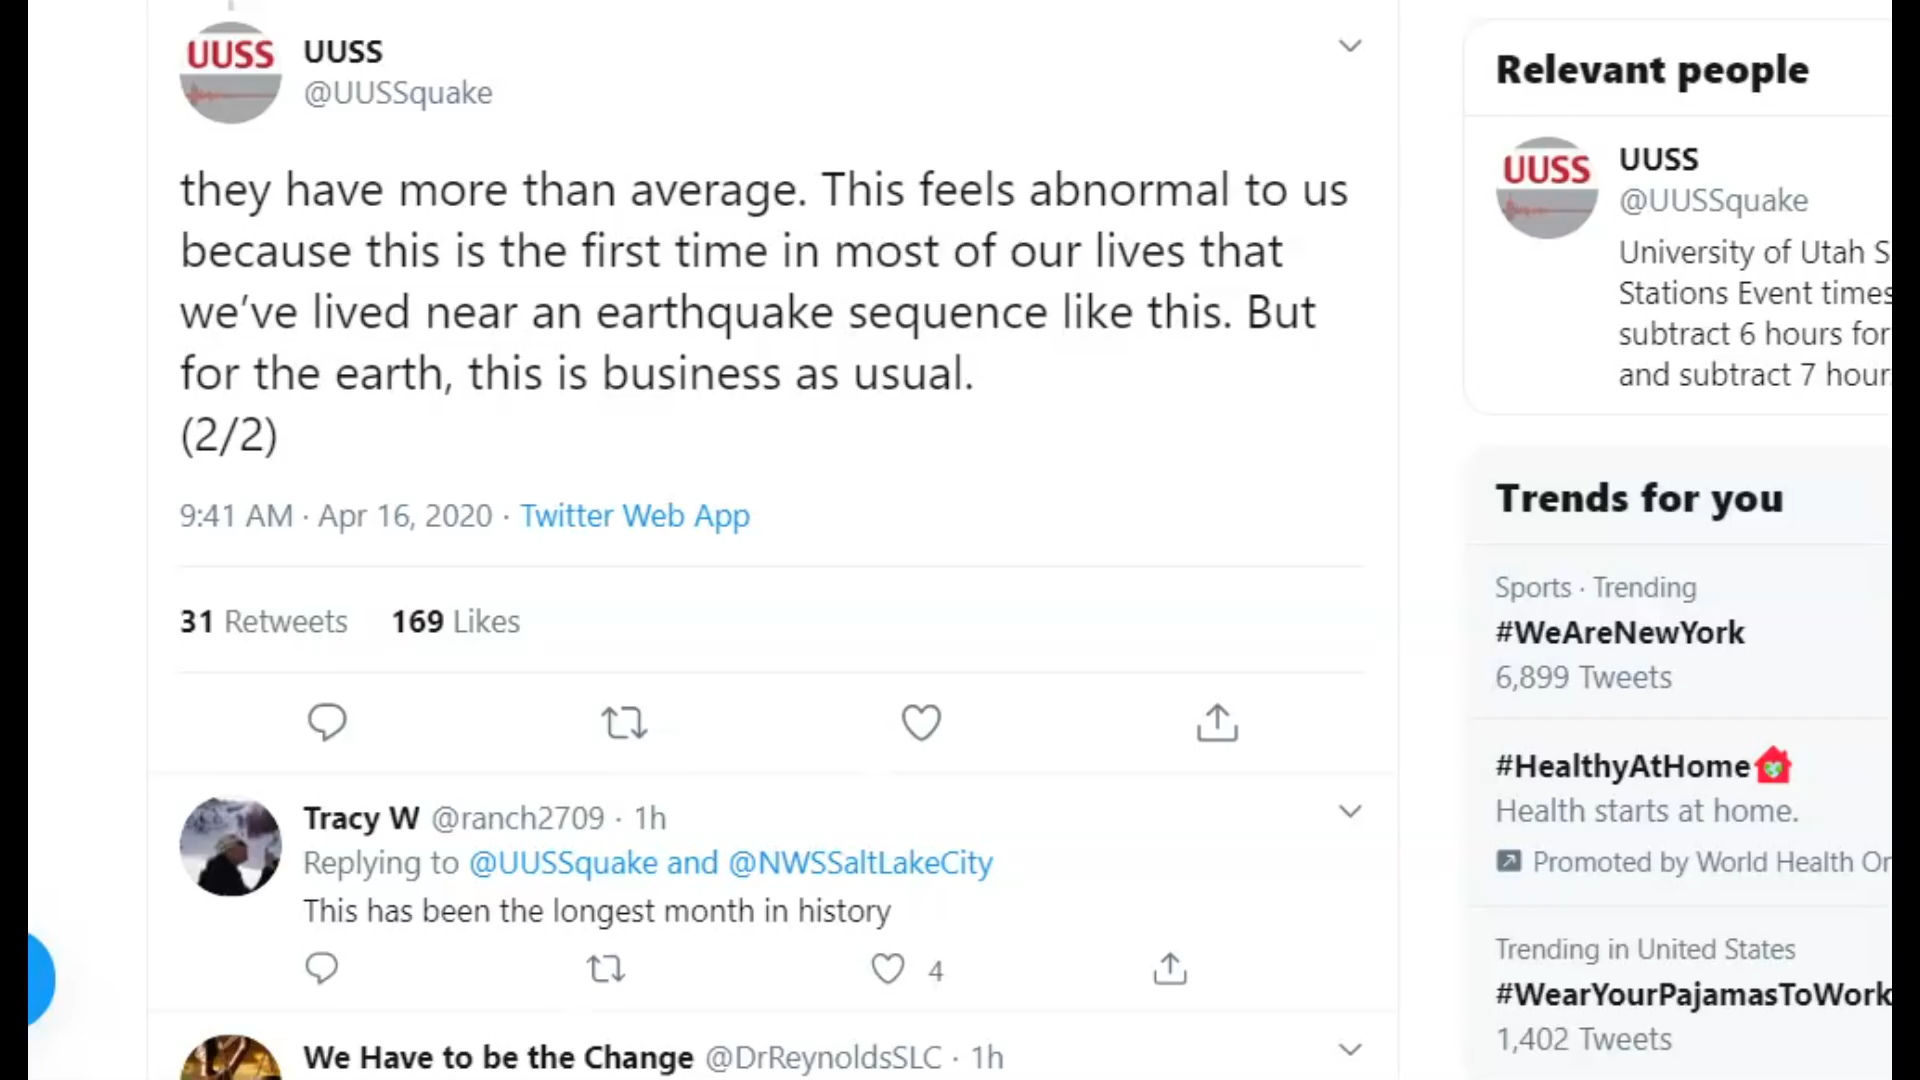 UUSS
UUSS
@UUSSquake
they have more than average. This feels abnormal to us
because this is the first time in most of our lives that
we’ve lived near an earthquake sequence like this. But
for the earth, this is business as usual.
(2/2)
9:41 AM · Apr 16, 2020 · Twitter Web App
31 Retweets 169 Likes
Tracy W @ranch2709 · 1h
Replying to @UUSSquake and @NWSSaltLakeCity
This has been the longest month in history
4
We Have to be the Change @DrReynoldsSLC · 1h
Relevant people
UUSS
UUSS
@UUSSquake
University of Utah S
Stations Event times
subtract 6 hours for
and subtract 7 hour
Trends for you
Sports · Trending
#WeAreNewYork
6,899 Tweets
#HealthyAtHome
Health starts at home.
Promoted by World Health Or
Trending in United States
#WearYourPajamasToWork
1,402 Tweets